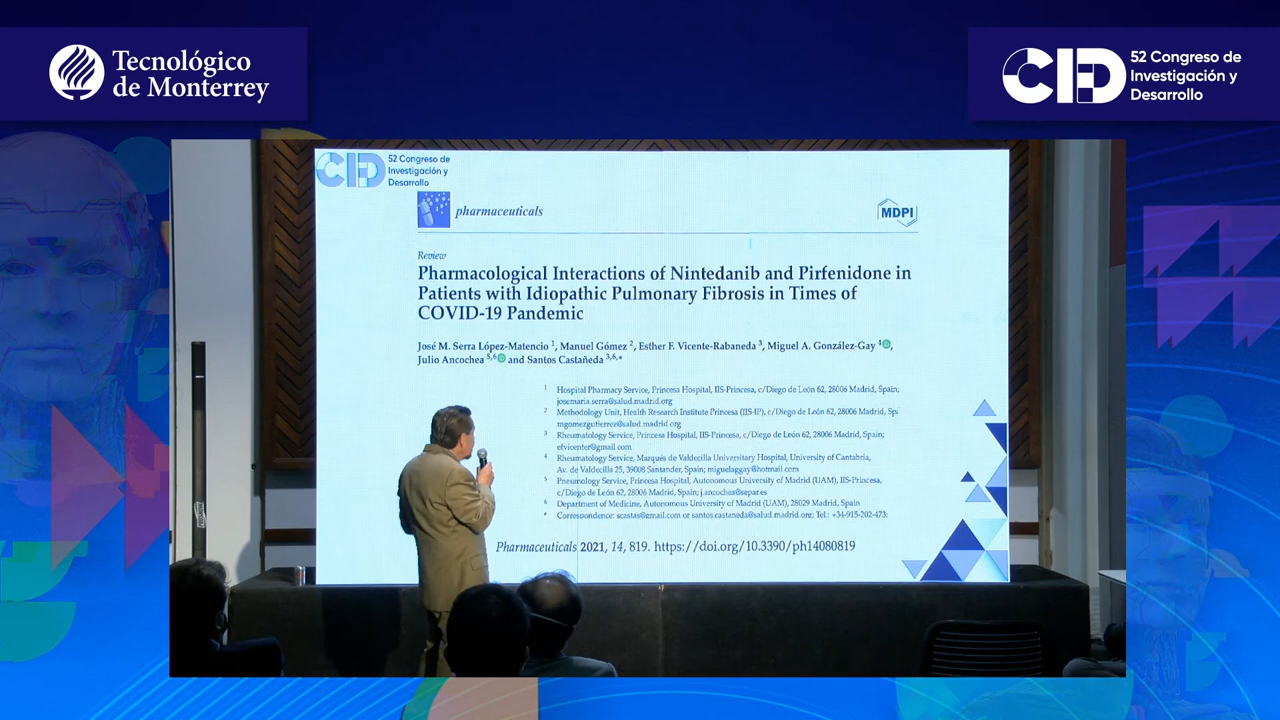 Tecnológico
de Monterrey
CID
52 Congreso de
Investigación y
Desarrollo
CID
52 Congreso de
Investigación y
Desarrollo
pharmaceuticals
MDPI
Review
Pharmacological Interactions of Nintedanib and Pirfenidone in
Patients with Idiopathic Pulmonary Fibrosis in Times of
COVID-19 Pandemic
José M. Serra López-Matencio 1, Manuel Gómez 2, Esther F. Vicente-Rabaneda 3, Miguel A. González-Gay 4iD,
Julio Ancochea 5,6iD and Santos Castañeda 3,6,*
1 Hospital Pharmacy Service, Princesa Hospital, IIS-Princesa, c/Diego de León 62, 28006 Madrid, Spain;
josemaria.serra@salud.madrid.org
2 Methodology Unit, Health Research Institute Princesa (IIS-IP), c/Diego de León 62, 28006 Madrid, Spa
mgomezgutierrez@salud.madrid.org
3 Rheumatology Service, Princesa Hospital, IIS-Princesa, c/Diego de León 62, 28006 Madrid, Spain;
efvicenter@gmail.com
4 Rheumatology Service, Marqués de Valdecilla Universitary Hospital, University of Cantabria,
Av. de Valdecilla 25, 39008 Santander, Spain; miguelaggay@hotmail.com
5 Pneumology Service, Princesa Hospital, Autonomous University of Madrid (UAM), IIS-Princesa,
c/Diego de León 62, 28006 Madrid, Spain; j.ancochea@separ.es
6 Department of Medicine, Autonomous University of Madrid (UAM), 28029 Madrid, Spain
* Correspondence: scastas@gmail.com or santos.castaneda@salud.madrid.org; Tel.: +34-915-202-473;
Pharmaceuticals 2021, 14, 819. https://doi.org/10.3390/ph14080819